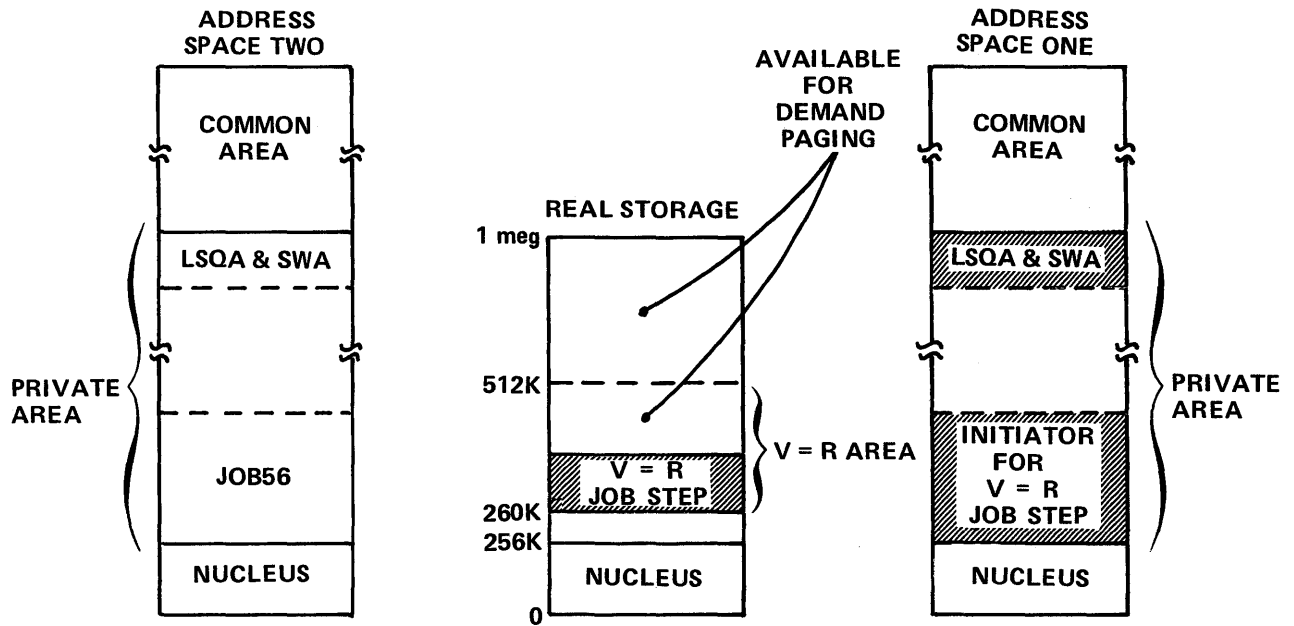 ADDRESS
SPACE TWO
COMMON
AREA
LSQA & SWA
PRIVATE
AREA
JOB56
NUCLEUS
AVAILABLE
FOR
DEMAND
PAGING
REAL STORAGE
1 meg
512K
V = R AREA
V = R
JOB STEP
260K
256K
NUCLEUS
0
ADDRESS
SPACE ONE
COMMON
AREA
LSQA & SWA
PRIVATE
AREA
INITIATOR
FOR
V = R
JOB STEP
NUCLEUS